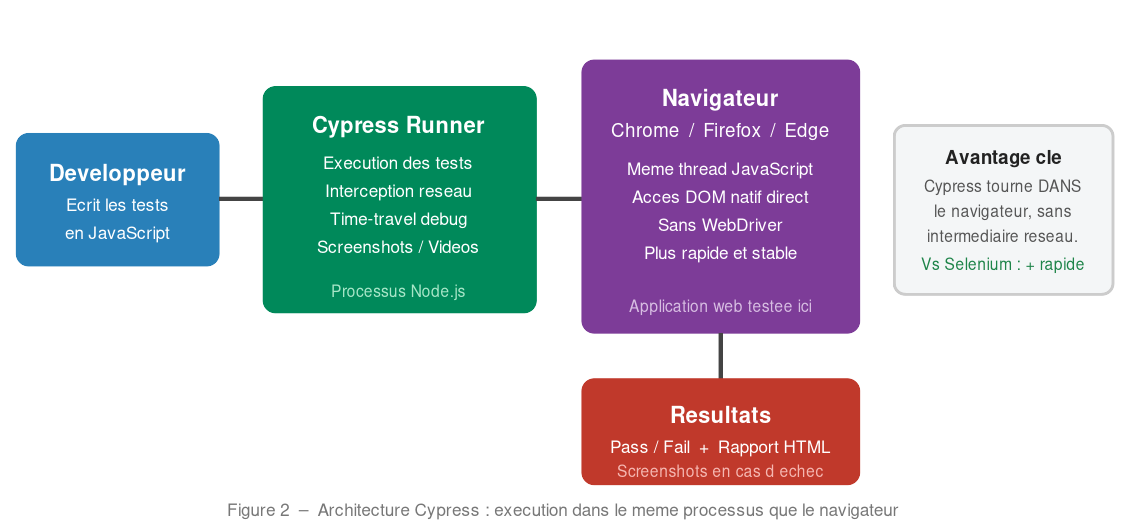 Developpeur
Ecrit les tests
en JavaScript
Cypress Runner
Execution des tests
Interception reseau
Time-travel debug
Screenshots / Videos
Processus Node.js
Navigateur
Chrome / Firefox / Edge
Meme thread JavaScript
Acces DOM natif direct
Sans WebDriver
Plus rapide et stable
Application web testee ici
Avantage cle
Cypress tourne DANS
le navigateur, sans
intermediaire reseau.
Vs Selenium : + rapide
Resultats
Pass / Fail + Rapport HTML
Screenshots en cas d echec
Figure 2 – Architecture Cypress : execution dans le meme processus que le navigateur